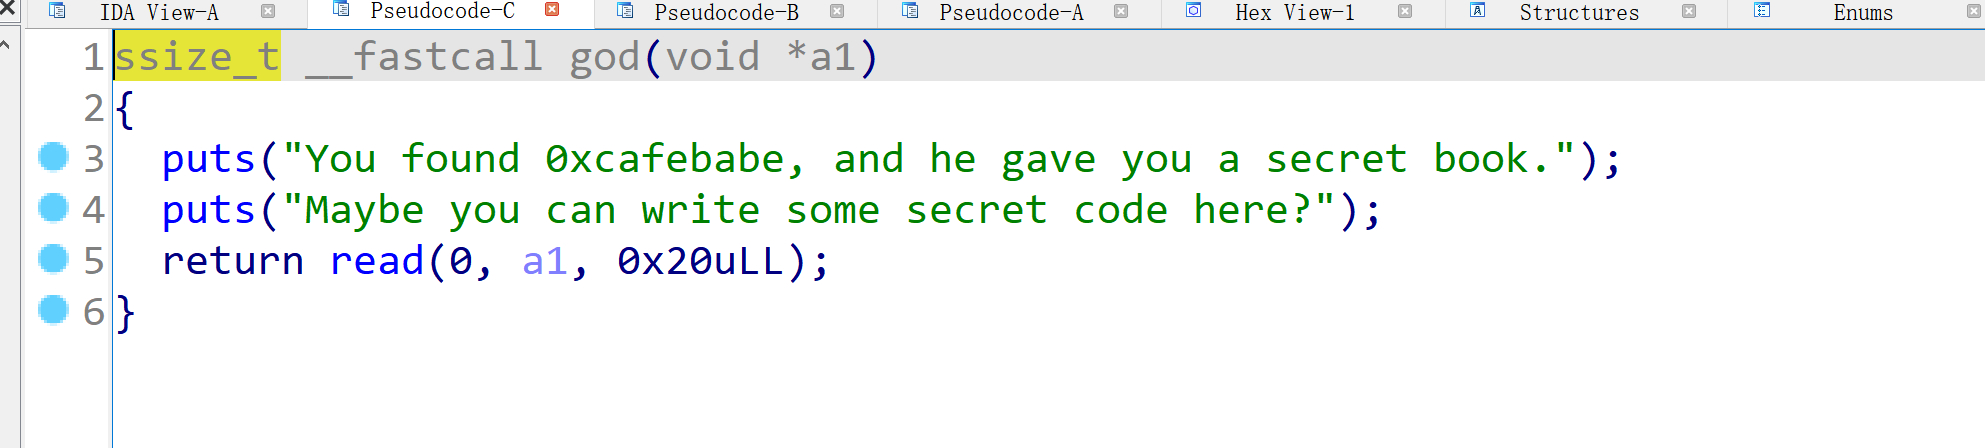 IDA View-A Pseudocode-C Pseudocode-B Pseudocode-A Hex View-1 Structures Enums
1 ssize_t __fastcall god(void *a1)
2 {
3   puts("You found 0xcafebabe, and he gave you a secret book.");
4   puts("Maybe you can write some secret code here?");
5   return read(0, a1, 0x20uLL);
6 }